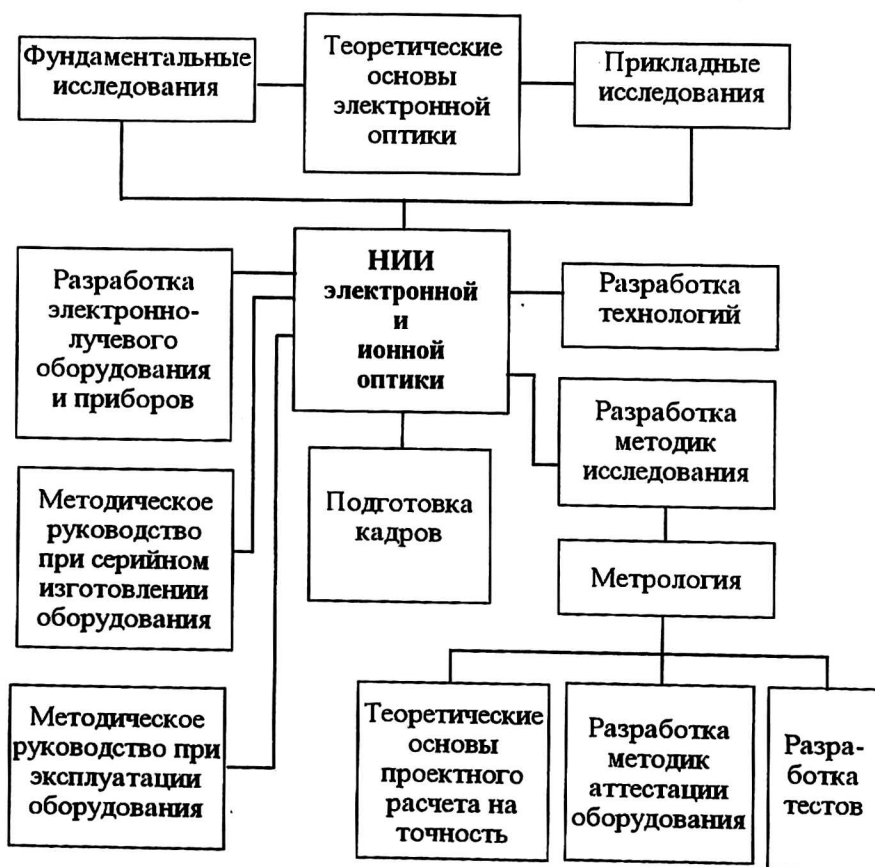 Фундаментальные
исследования
Теоретические
основы
электронной
оптики
Прикладные
исследования
НИИ
электронной
и
ионной
оптики
Разработка
электронно-
лучевого
оборудования
и приборов
Разработка
технологий
Разработка
методик
исследования
Методическое
руководство
при серийном
изготовлении
оборудования
Подготовка
кадров
Метрология
Методическое
руководство при
эксплуатации
оборудования
Теоретические
основы
проектного
расчета на
точность
Разработка
методик
аттестации
оборудования
Разра-
ботка
тестов